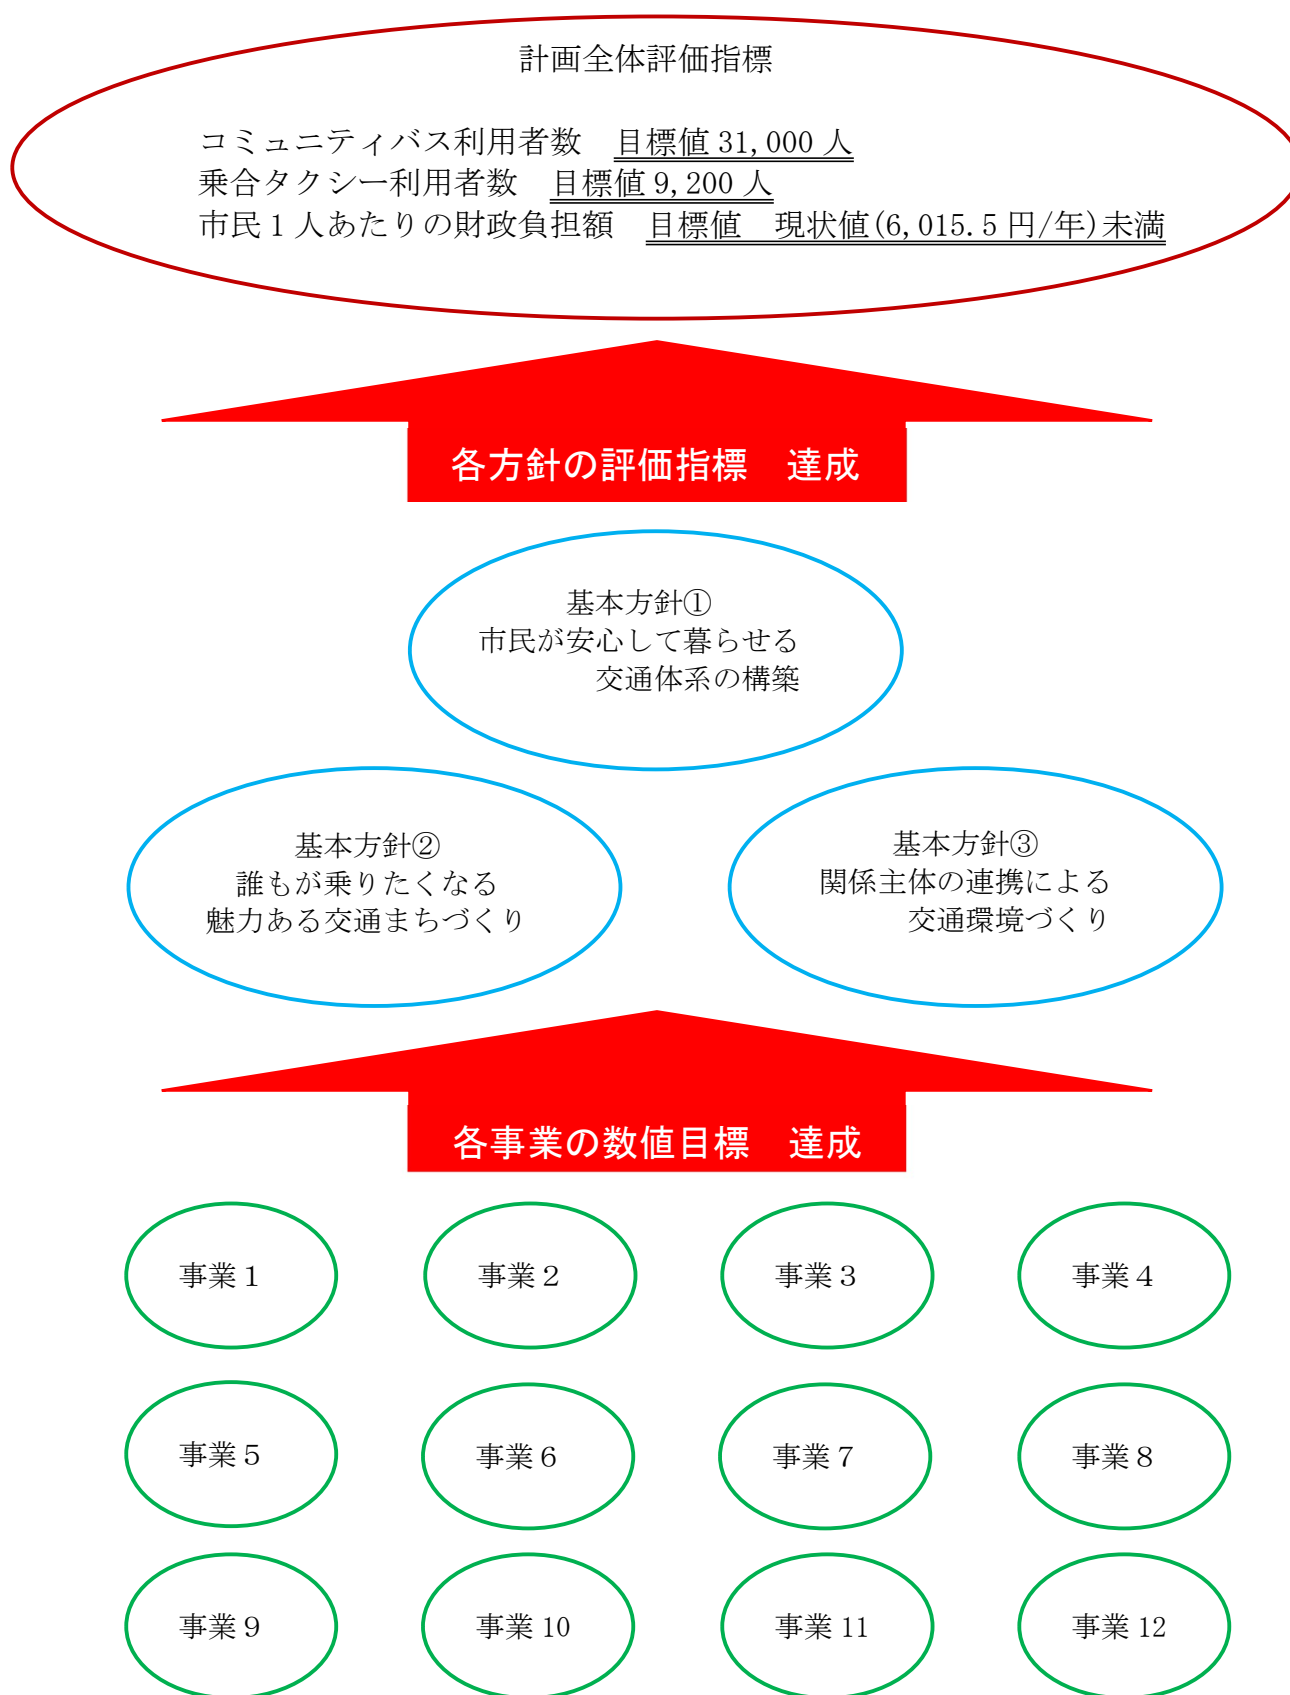 計画全体評価指標
コミュニティバス利用者数　目標値 31,000 人
乗合タクシー利用者数　目標値 9,200 人
市民１人あたりの財政負担額　目標値　現状値(6,015.5 円/年)未満
各方針の評価指標　達成
基本方針①
市民が安心して暮らせる
交通体系の構築
基本方針②
誰もが乗りたくなる
魅力ある交通まちづくり
基本方針③
関係主体の連携による
交通環境づくり
各事業の数値目標　達成
事業１
事業２
事業３
事業４
事業５
事業６
事業７
事業８
事業９
事業 10
事業 11
事業 12